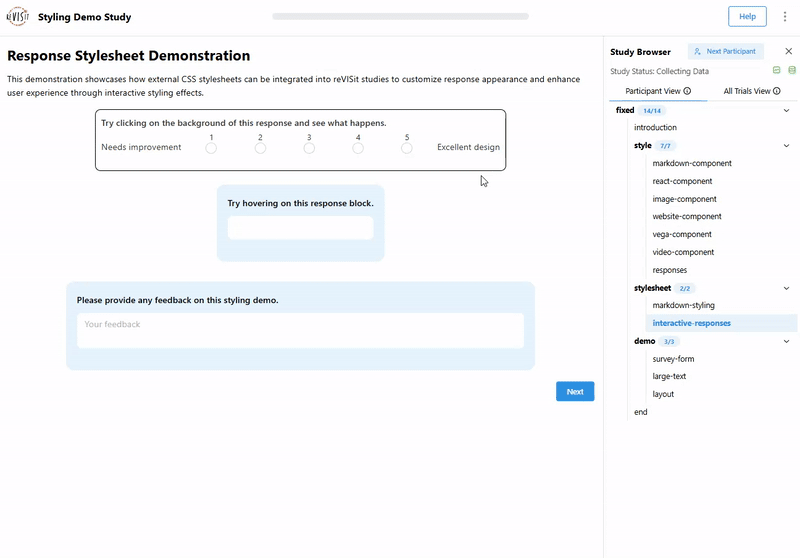 reVISit
Styling Demo Study
Help
Response Stylesheet Demonstration
This demonstration showcases how external CSS stylesheets can be integrated into reVISit studies to customize response appearance and enhance
user experience through interactive styling effects.
Try clicking on the background of this response and see what happens.
Needs improvement
1 2 3 4 5
Excellent design
Try hovering on this response block.
Please provide any feedback on this styling demo.
Your feedback
Next
Study Browser
Next Participant
Study Status: Collecting Data
Participant View
All Trials View
fixed 14/14
introduction
style 7/7
markdown-component
react-component
image-component
website-component
vega-component
video-component
responses
stylesheet 2/2
markdown-styling
interactive-responses
demo 3/3
survey-form
large-text
layout
end